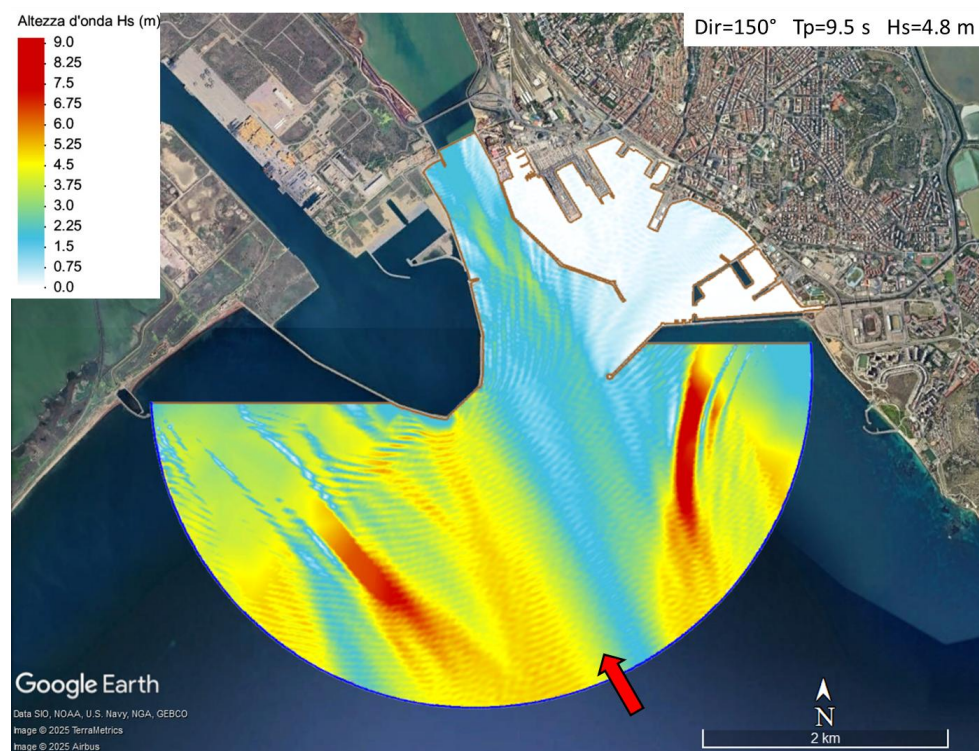 Altezza d'onda Hs (m)
9.0
8.25
7.5
6.75
6.0
5.25
4.5
3.75
3.0
2.25
1.5
0.75
0.0
Dir=150° Tp=9.5 s Hs=4.8 m
Google Earth
Data SIO, NOAA, U.S. Navy, NGA, GEBCO
Image © 2025 TerraMetrics
Image © 2025 Airbus
N
2 km